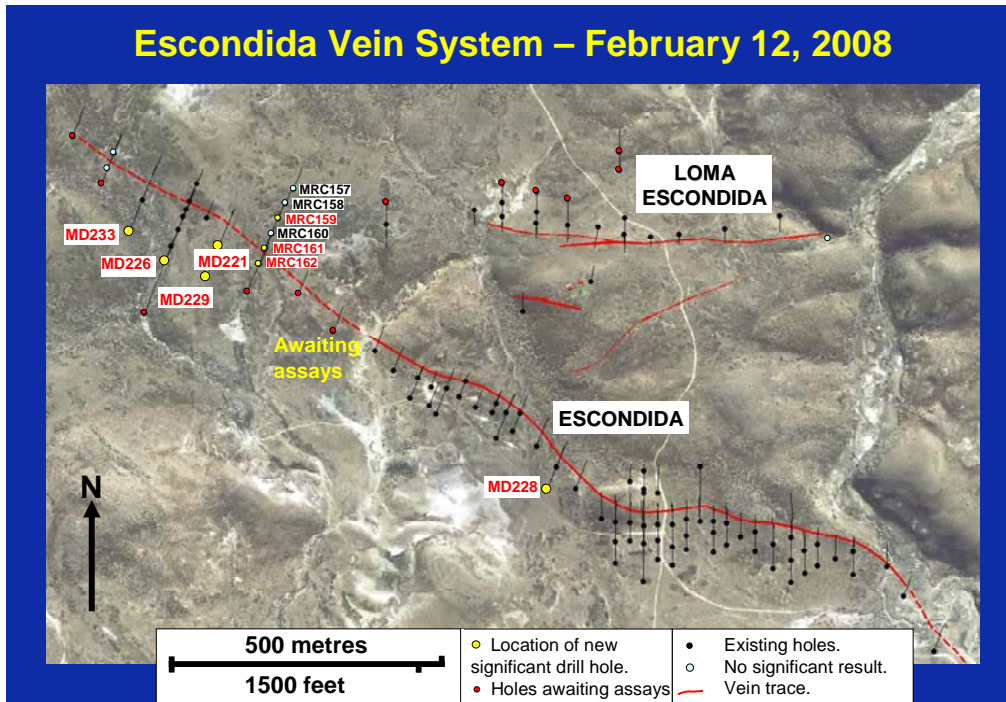 Escondida Vein System – February 12, 2008
LOMA
ESCONDIDA
MRC157
MRC158
MRC159
MRC160
MRC161
MRC162
MD233
MD226
MD221
MD229
Awaiting
assays
ESCONDIDA
MD228
N
500 metres
1500 feet
Location of new
significant drill hole.
Holes awaiting assays
Existing holes.
No significant result.
Vein trace.